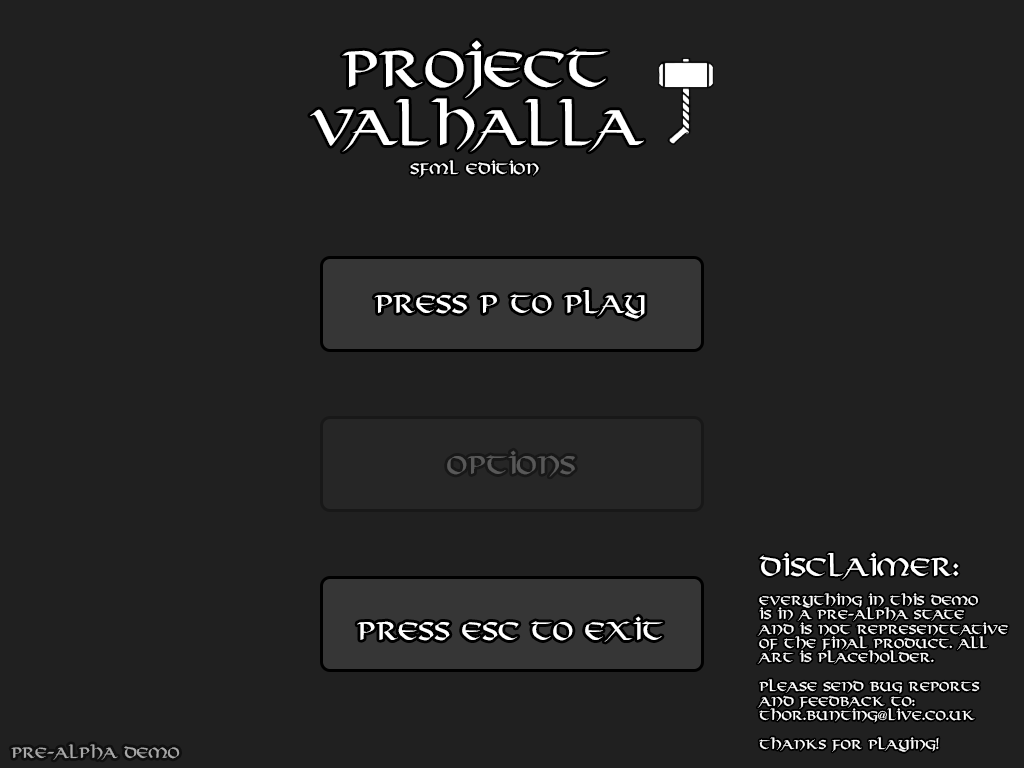 PROJECT
VALHALLA
SFML EDITION
PRESS P TO PLAY
OPTIONS
PRESS ESC TO EXIT
DISCLAIMER:
EVERYTHING IN THIS DEMO
IS IN A PRE-ALPHA STATE
AND IS NOT REPRESENTTATIVE
OF THE FINAL PRODUCT. ALL
ART IS PLACEHOLDER.
PLEASE SEND BUG REPORTS
AND FEEDBACK TO:
THOR.BUNTING@LIVE.CO.UK
THANKS FOR PLAYING!
PRE-ALPHA DEMO